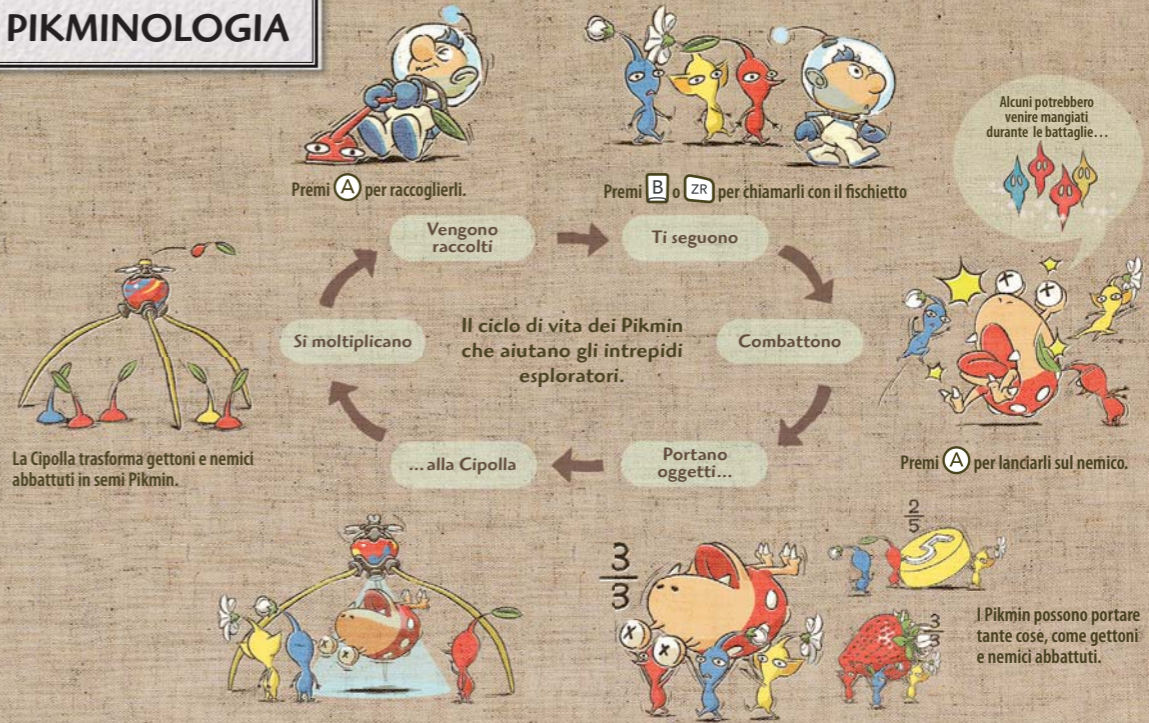 PIKMINOLOGIA
Premi A per raccoglierli.
Premi B o ZR per chiamarli con il fischietto
Alcuni potrebbero
venire mangiati
durante le battaglie...
Vengono
raccolti
Ti seguono
Si moltiplicano
Il ciclo di vita dei Pikmin
che aiutano gli intrepidi
esploratori.
Combattono
La Cipolla trasforma gettoni e nemici
abbattuti in semi Pikmin.
...alla Cipolla
Portano
oggetti...
Premi A per lanciarli sul nemico.
3
3
2
5
5
3
3
I Pikmin possono portare
tante cose, come gettoni
e nemici abbattuti.